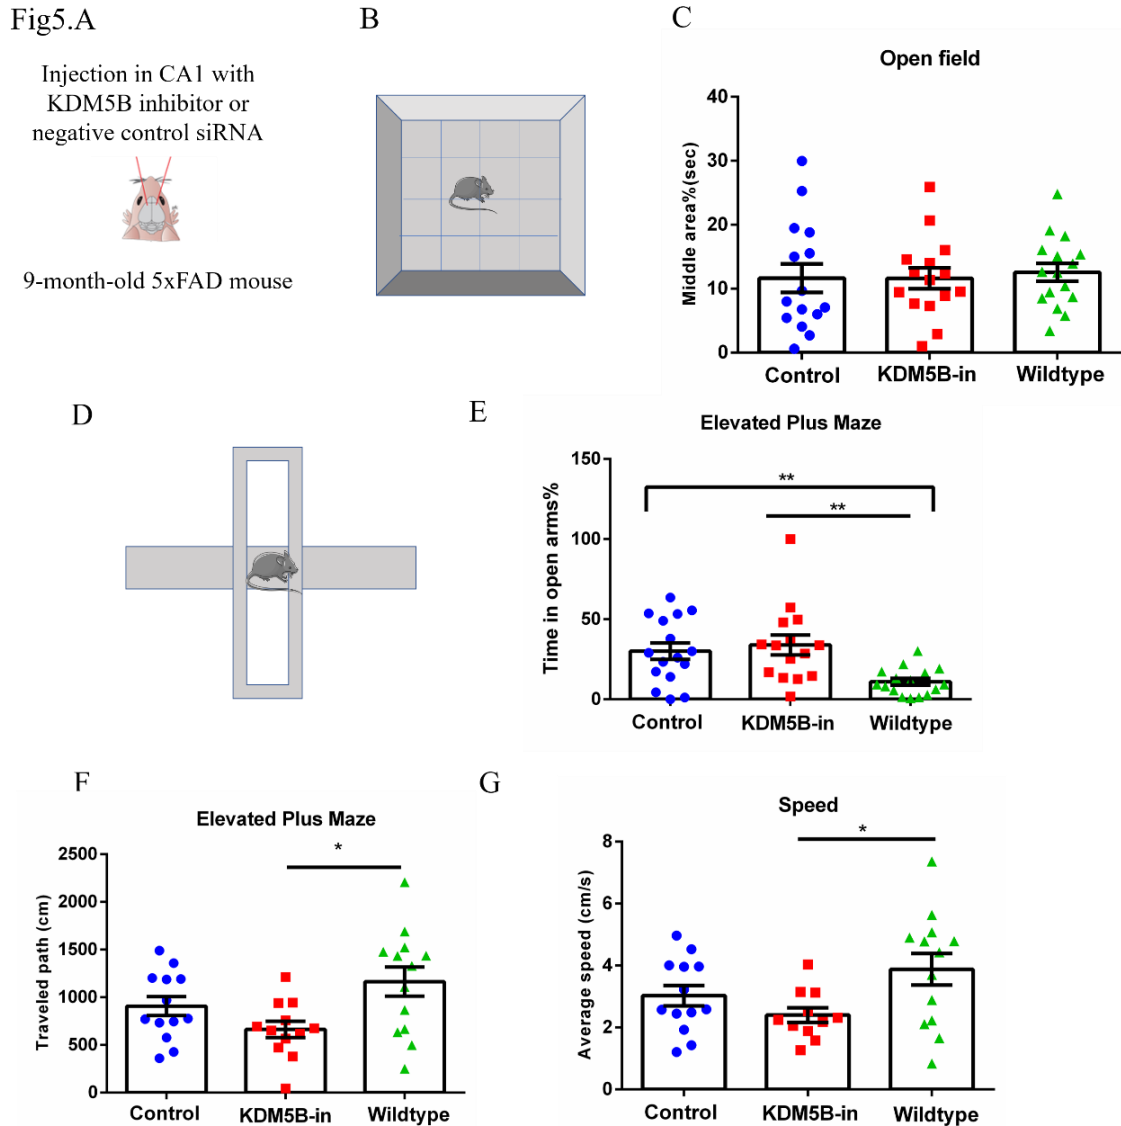 Fig5.A
Injection in CA1 with
KDM5B inhibitor or
negative control siRNA
9-month-old 5xFAD mouse
B
C
Open field
Middle area%(sec)
40
30
20
10
0
Control
KDM5B-in
Wildtype
D
E
Elevated Plus Maze
Time in open arms%
150
100
50
0
**
**
Control
KDM5B-in
Wildtype
F
Elevated Plus Maze
Traveled path (cm)
2500
2000
1500
1000
500
0
*
Control
KDM5B-in
Wildtype
G
Speed
Average speed (cm/s)
8
6
4
2
0
*
Control
KDM5B-in
Wildtype